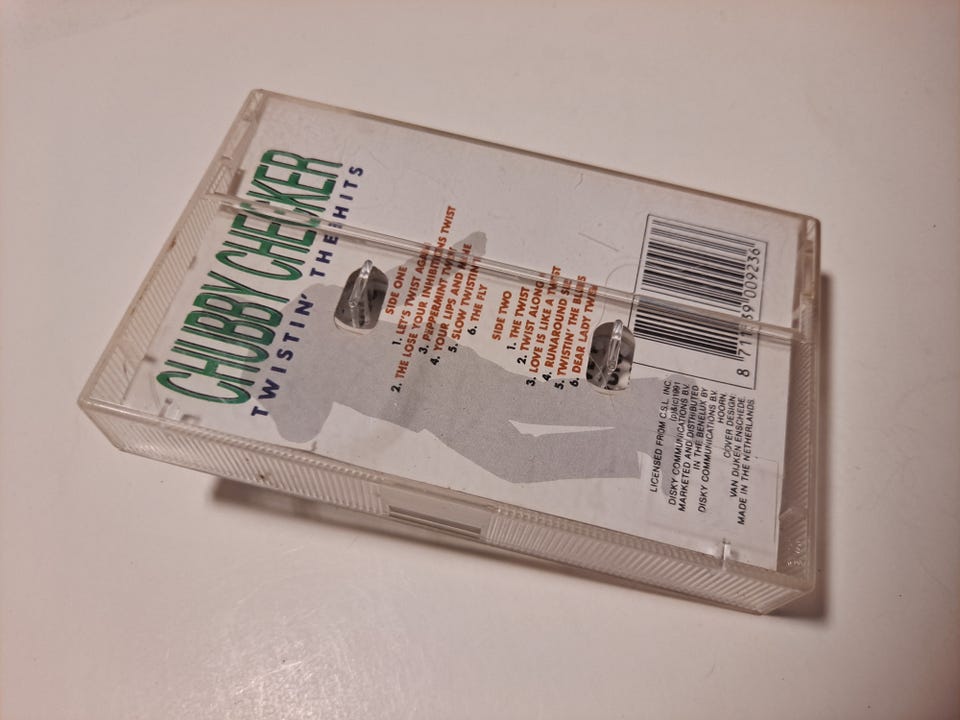 CHUBBY CHECKER
TWISTIN' THE HITS
SIDE ONE
1. LET'S TWIST AGAIN
2. THE LOSE YOUR INHIBITIONS TWIST
3. PEPPERMINT TWIST
4. YOUR LIPS AND MINE
5. SLOW TWISTIN'
6. THE FLY
SIDE TWO
1. THE TWIST
2. TWIST ALONG
3. LOVE IS LIKE A TWIST
4. RUNAROUND SUE
5. TWISTIN' THE BLUES
6. DEAR LADY TWIST
LICENSED FROM C.S.L. INC.
(p)&(c)1991
DISKY COMMUNICATIONS B.V.
MARKETED AND DISTRIBUTED
IN THE BENELUX BY
DISKY COMMUNICATIONS B.V.
HOORN
COVER DESIGN:
VAN DIJKEN ENSCHEDE
MADE IN THE NETHERLANDS
009236